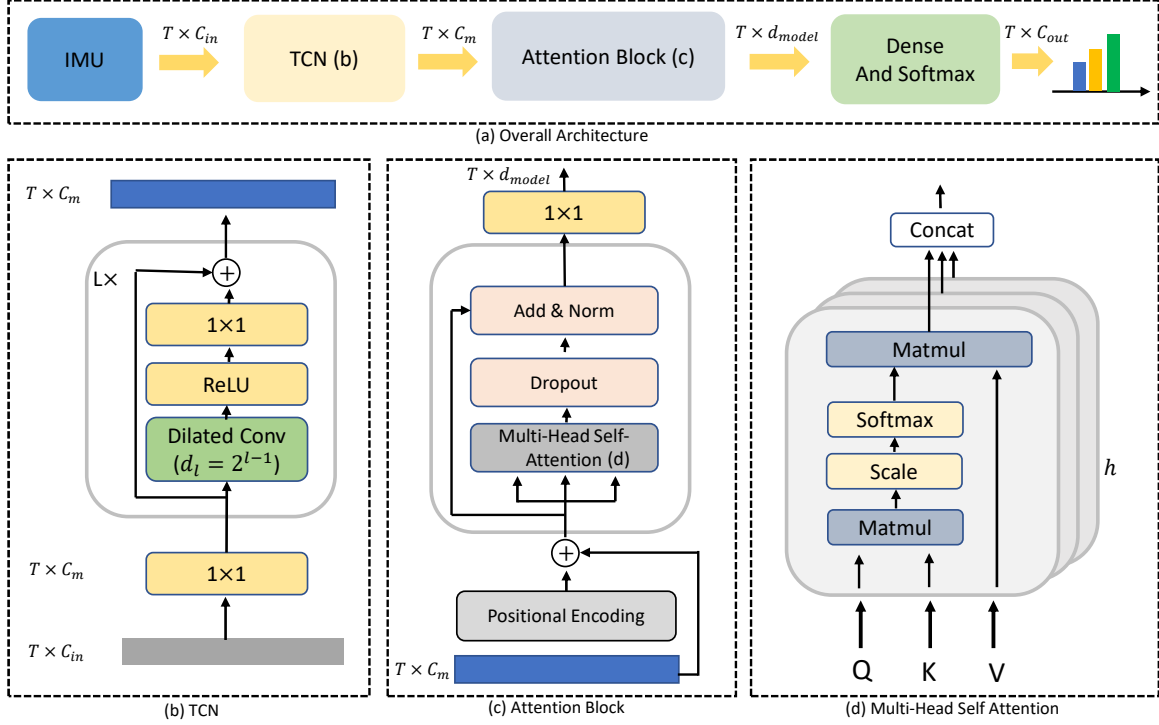 T × C_in
T × C_m
T × d_model
T × C_out
IMU
TCN (b)
Attention Block (c)
Dense
And Softmax
(a) Overall Architecture
T × C_m
L×
1×1
ReLU
Dilated Conv
(d_l = 2^{l−1})
T × C_m
1×1
T × C_in
(b) TCN
T × d_model
1×1
Add & Norm
Dropout
Multi-Head Self-
Attention (d)
Positional Encoding
T × C_m
(c) Attention Block
Concat
Matmul
Softmax
Scale
Matmul
h
Q K V
(d) Multi-Head Self Attention